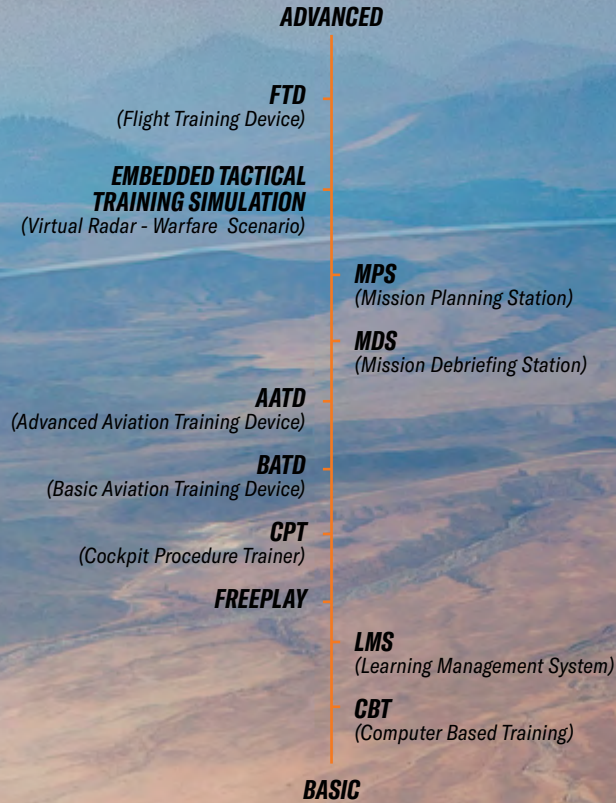 ADVANCED
FTD
(Flight Training Device)
EMBEDDED TACTICAL
TRAINING SIMULATION
(Virtual Radar - Warfare Scenario)
MPS
(Mission Planning Station)
MDS
(Mission Debriefing Station)
AATD
(Advanced Aviation Training Device)
BATD
(Basic Aviation Training Device)
CPT
(Cockpit Procedure Trainer)
FREEPLAY
LMS
(Learning Management System)
CBT
(Computer Based Training)
BASIC